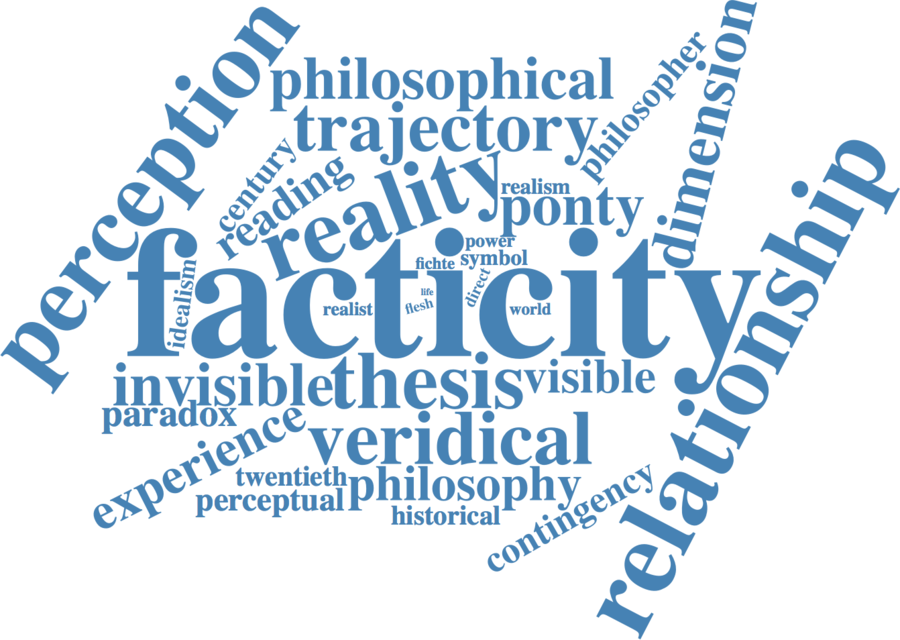 perception
philosophical
philosopher
dimension
trajectory
century
reading
reality
realism
ponty
relationship
power
fichte
symbol
facticity
idealism
realist
life
flesh
direct
world
invisible
thesis
visible
paradox
experience
veridical
twentieth
philosophy
perceptual
historical
contingency